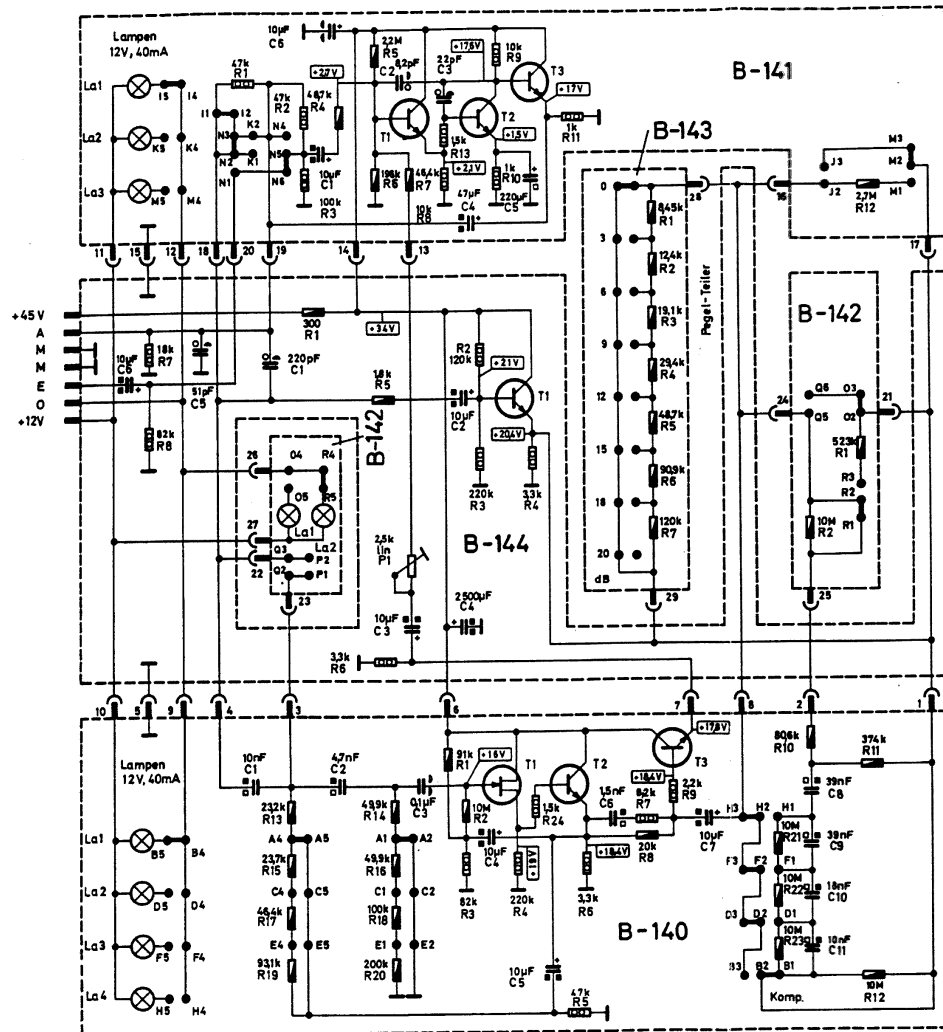 Lampen
12V, 40mA
La1
La2
La3
I5
I4
K5
K4
M5
M4
10µF
C6
47k
R1
47k
R2
48,7k
R4
+2,7V
I1
I2
N3
K2
N4
N2
K1
N5
N1
N6
10µF
C1
100k
R3
2,2M
R5
C2
8,2pF
22pF
C3
10k
R9
+17,5V
T1
T2
T3
+17V
1,5k
R13
+1,5V
+2,1V
1k
R11
196k
R6
46,4k
R7
1k
R10
220µF
C5
47µF
C4
10k
R8
B-141
B-143
J3
J2
M3
M2
M1
2,7M
R12
11
15
12
18
20
19
14
13
28
16
17
+45V
A
M
M
E
O
+12V
300
R1
+34V
18k
R7
10µF
C6
51pF
C5
220pF
C1
82k
R8
1,8k
R5
10µF
C2
R2
120k
+21V
T1
+20,4V
220k
R3
3,3k
R4
B-142
26
O4
R4
O5
R5
La1
La2
27
22
Q3
P2
Q2
P1
23
2,5k
lin
P1
B-144
10µF
C3
2500µF
C4
3,3k
R6
0
3
6
9
12
15
18
20
dB
8,45k
R1
12,4k
R2
19,1k
R3
29,4k
R4
48,7k
R5
90,9k
R6
120k
R7
29
Pegel-Teiler
B-142
24
21
Q6
O3
Q5
O2
523k
R1
R3
R2
R1
10M
R2
25
10
5
9
4
3
6
7
8
2
1
Lampen
12V, 40mA
La1
La2
La3
La4
B5
B4
D5
D4
F5
F4
H5
H4
10nF
C1
4,7nF
C2
0,1µF
C3
23,2k
R13
A4
A5
23,7k
R15
C4
C5
46,4k
R17
E4
E5
93,1k
R19
49,9k
R14
A1
A2
49,9k
R16
C1
C2
100k
R18
E1
E2
200k
R20
91k
R1
+16V
10M
R2
T1
T2
T3
1,5k
R24
10µF
C4
82k
R3
+19V
220k
R4
+18,4V
3,3k
R6
1,5nF
C6
8,2k
R7
20k
R8
+18,4V
2,2k
R9
+17,8V
10µF
C7
10µF
C5
47k
R5
B-140
80,6k
R10
374k
R11
39nF
C8
H3
H2
H1
10M
R21
39nF
C9
F3
F2
F1
10M
R22
18nF
C10
D3
D2
D1
10M
R23
10nF
C11
B3
B2
B1
10M
R12
Komp.